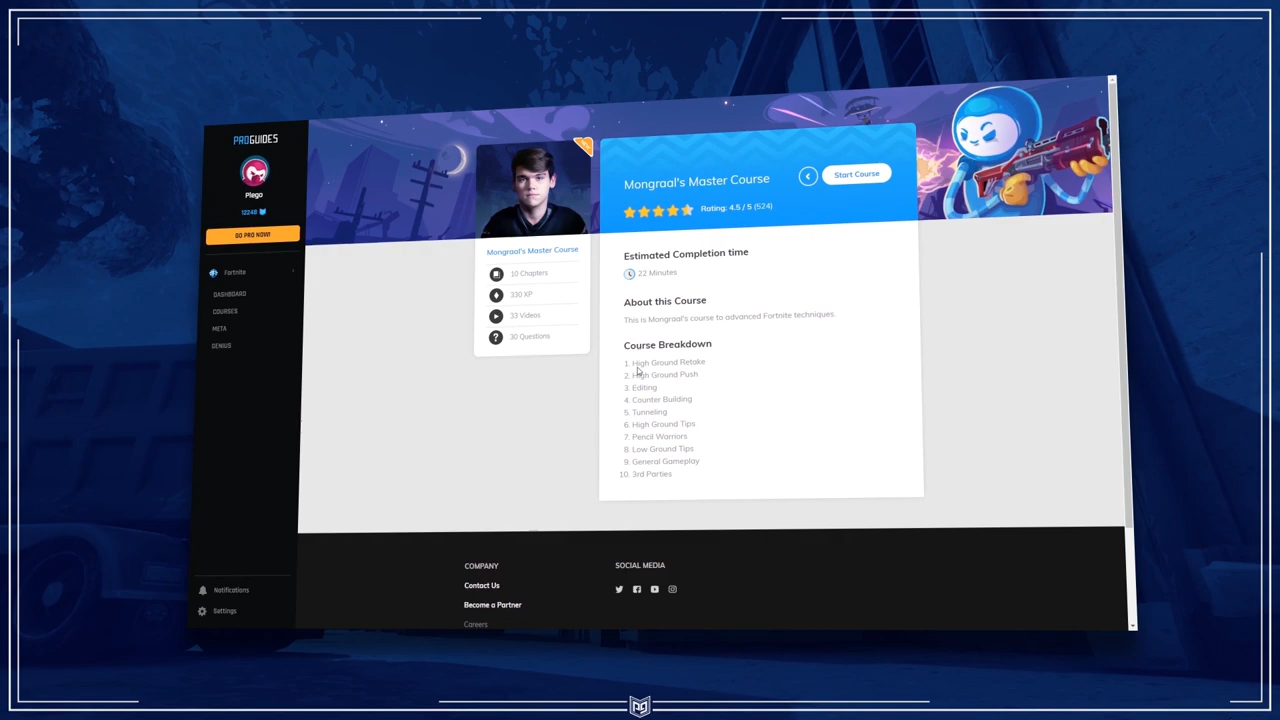 PROGUIDES
Plego
12248
GO PRO NOW!
Fortnite
DASHBOARD
COURSES
META
GENIUS
Notifications
Settings
NEW
Mongraal's Master Course
10 Chapters
330 XP
33 Videos
30 Questions
Mongraal's Master Course
Start Course
Rating: 4.5 / 5 (524)
Estimated Completion time
22 Minutes
About this Course
This is Mongraal's course to advanced Fortnite techniques.
Course Breakdown
1. High Ground Retake
2. High Ground Push
3. Editing
4. Counter Building
5. Tunneling
6. High Ground Tips
7. Pencil Warriors
8. Low Ground Tips
9. General Gameplay
10. 3rd Parties
COMPANY
Contact Us
Become a Partner
Careers
SOCIAL MEDIA